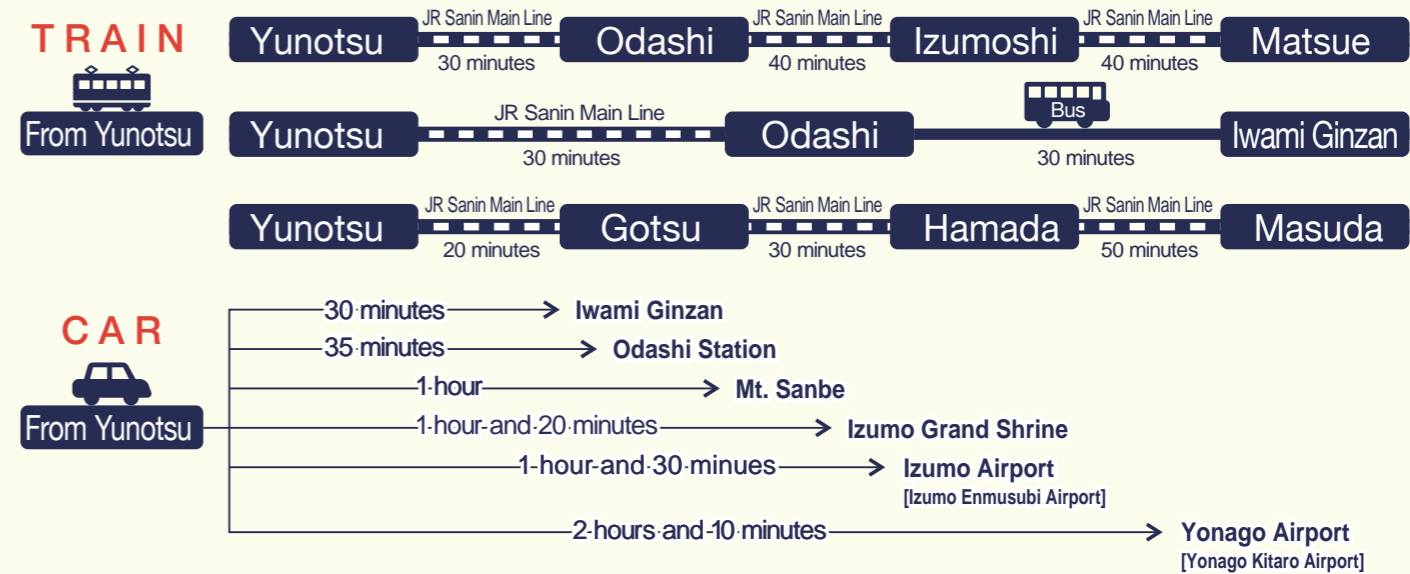 TRAIN
From Yunotsu
JR Sanin Main Line JR Sanin Main Line JR Sanin Main Line
Yunotsu Odashi Izumoshi Matsue
30 minutes 40 minutes 40 minutes
JR Sanin Main Line Bus
Yunotsu Odashi Iwami Ginzan
30 minutes 30 minutes
JR Sanin Main Line JR Sanin Main Line JR Sanin Main Line
Yunotsu Gotsu Hamada Masuda
20 minutes 30 minutes 50 minutes
CAR
From Yunotsu
30 minutes Iwami Ginzan
35 minutes Odashi Station
1 hour Mt. Sanbe
1 hour and 20 minutes Izumo Grand Shrine
1 hour and 30 minues Izumo Airport
[Izumo Enmusubi Airport]
2 hours and 10 minutes Yonago Airport
[Yonago Kitaro Airport]